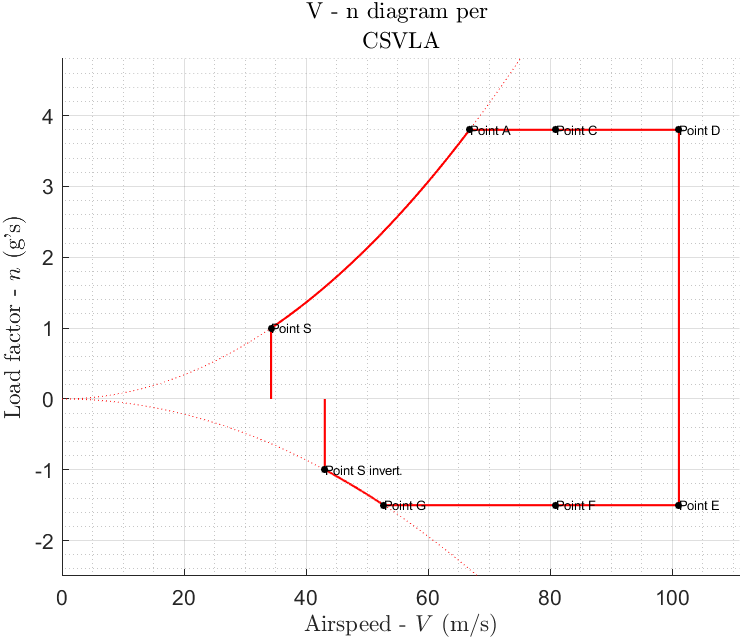 V - n diagram per
CSVLA
Load factor - n (g's)
4
3
2
1
0
-1
-2
Point A
Point C
Point D
Point S
Point S invert.
Point G
Point F
Point E
0
20
40
60
80
100
Airspeed - V (m/s)